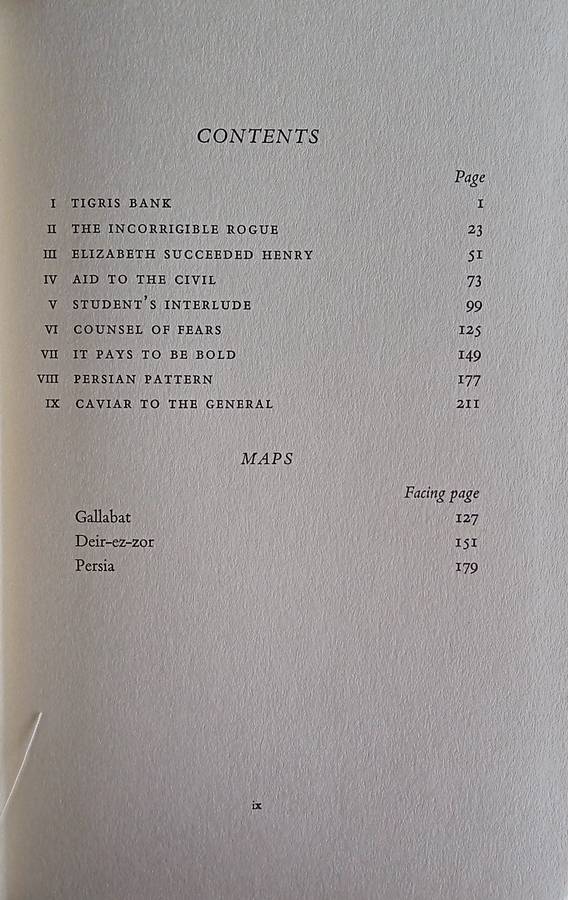 CONTENTS
Page
I TIGRIS BANK 1
II THE INCORRIGIBLE ROGUE 23
III ELIZABETH SUCCEEDED HENRY 51
IV AID TO THE CIVIL 73
V STUDENT'S INTERLUDE 99
VI COUNSEL OF FEARS 125
VII IT PAYS TO BE BOLD 149
VIII PERSIAN PATTERN 177
IX CAVIAR TO THE GENERAL 211
MAPS
Facing page
Gallabat 127
Deir-ez-zor 151
Persia 179
ix